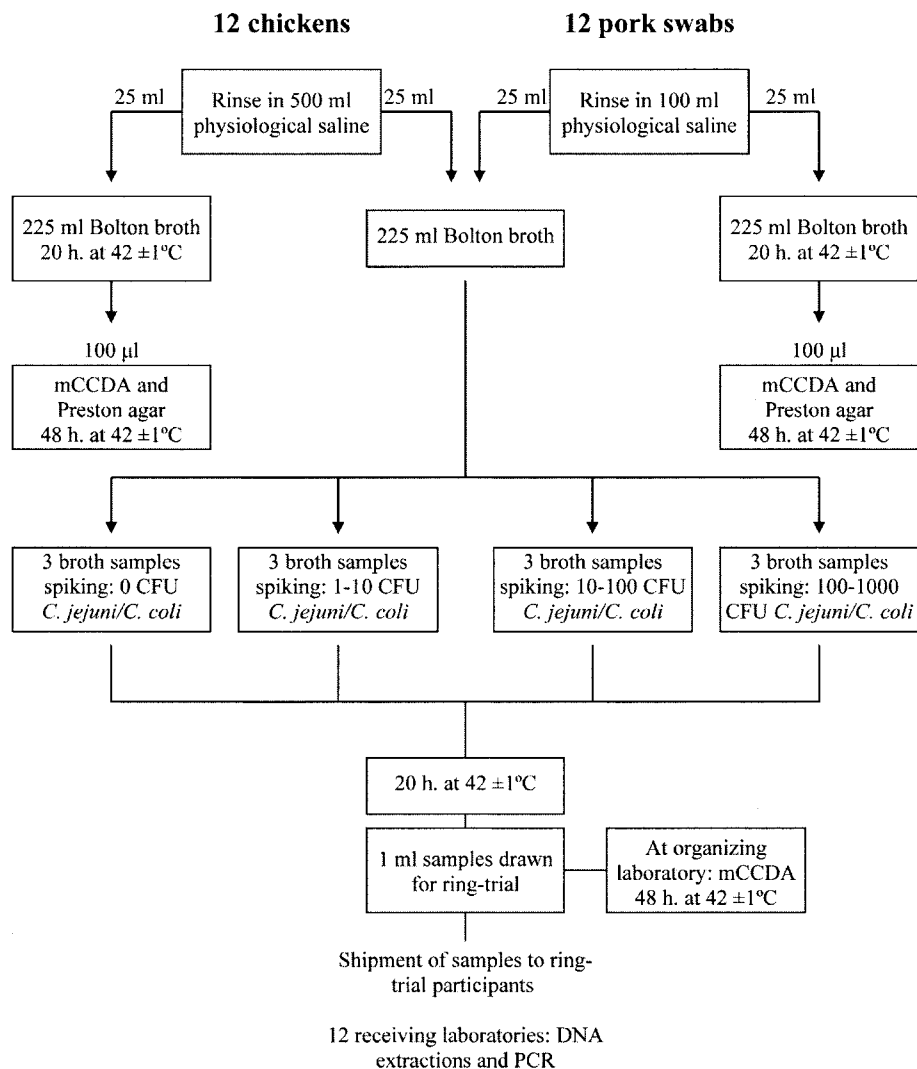 12 chickens
12 pork swabs
25 ml
Rinse in 500 ml
physiological saline
25 ml
25 ml
Rinse in 100 ml
physiological saline
25 ml
225 ml Bolton broth
20 h. at 42 ±1ºC
225 ml Bolton broth
225 ml Bolton broth
20 h. at 42 ±1ºC
100 µl
mCCDA and
Preston agar
48 h. at 42 ±1ºC
100 µl
mCCDA and
Preston agar
48 h. at 42 ±1ºC
3 broth samples
spiking: 0 CFU
C. jejuni/C. coli
3 broth samples
spiking: 1-10 CFU
C. jejuni/C. coli
3 broth samples
spiking: 10-100 CFU
C. jejuni/C. coli
3 broth samples
spiking: 100-1000
CFU C. jejuni/C. coli
20 h. at 42 ±1ºC
1 ml samples drawn
for ring-trial
At organizing
laboratory: mCCDA
48 h. at 42 ±1ºC
Shipment of samples to ring-
trial participants
12 receiving laboratories: DNA
extractions and PCR